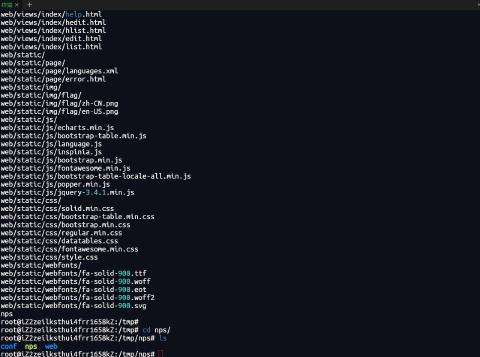 终端 × +
web/views/index/help.html
web/views/index/hedit.html
web/views/index/hlist.html
web/views/index/edit.html
web/views/index/list.html
web/static/
web/static/page/
web/static/page/languages.xml
web/static/page/error.html
web/static/img/
web/static/img/flag/
web/static/img/flag/zh-CN.png
web/static/img/flag/en-US.png
web/static/js/
web/static/js/echarts.min.js
web/static/js/bootstrap-table.min.js
web/static/js/language.js
web/static/js/inspinia.js
web/static/js/bootstrap.min.js
web/static/js/fontawesome.min.js
web/static/js/bootstrap-table-locale-all.min.js
web/static/js/popper.min.js
web/static/js/jquery-3.4.1.min.js
web/static/css/
web/static/css/solid.min.css
web/static/css/bootstrap-table.min.css
web/static/css/bootstrap.min.css
web/static/css/regular.min.css
web/static/css/datatables.css
web/static/css/fontawesome.min.css
web/static/css/style.css
web/static/webfonts/
web/static/webfonts/fa-solid-900.ttf
web/static/webfonts/fa-solid-900.woff
web/static/webfonts/fa-solid-900.eot
web/static/webfonts/fa-solid-900.woff2
web/static/webfonts/fa-solid-900.svg
nps
root@iZ2zeilksthui4frr1658kZ:/tmp#
root@iZ2zeilksthui4frr1658kZ:/tmp# cd nps/
root@iZ2zeilksthui4frr1658kZ:/tmp/nps# ls
conf nps web
root@iZ2zeilksthui4frr1658kZ:/tmp/nps#